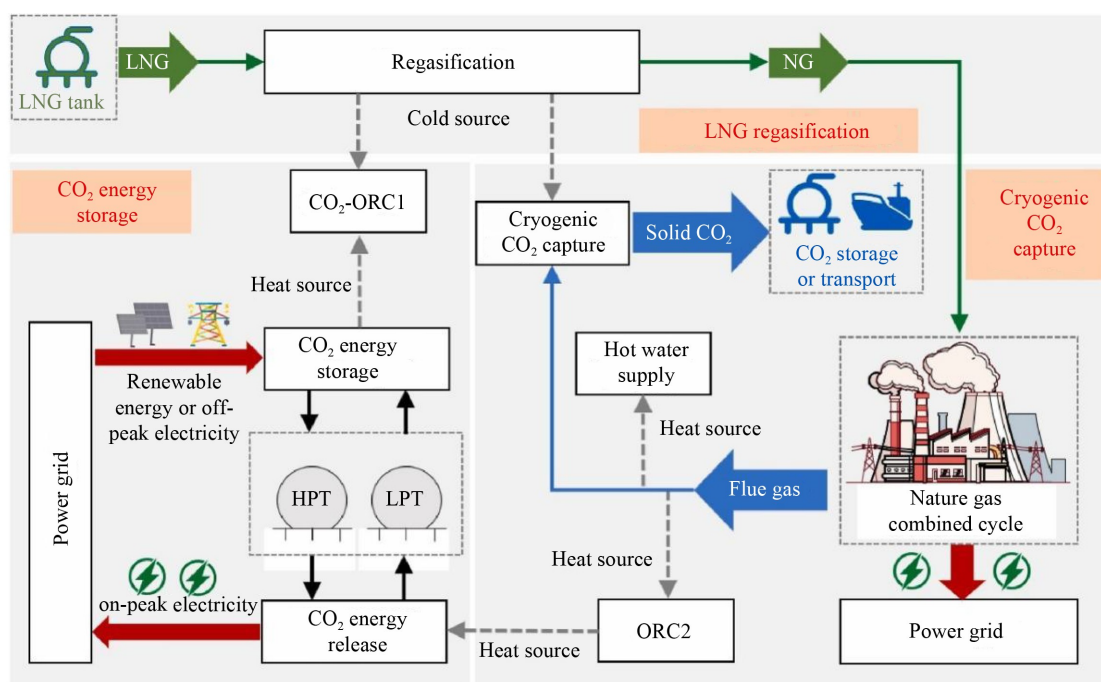 LNG
Regasification
NG
LNG tank
Cold source
LNG regasification
CO₂ energy
storage
CO₂-ORC1
Cryogenic
CO₂ capture
Solid CO₂
CO₂ storage
or transport
Cryogenic
CO₂
capture
Heat source
CO₂ energy
storage
Renewable
energy or off-
peak electricity
Hot water
supply
Heat source
Power grid
HPT
LPT
Flue gas
Nature gas
combined cycle
Heat source
on-peak electricity
CO₂ energy
release
Heat source
ORC2
Power grid